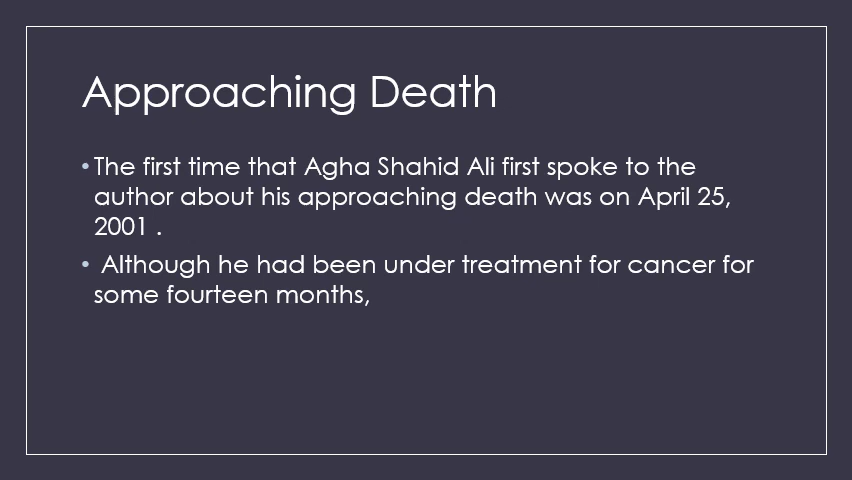 Approaching Death
•The first time that Agha Shahid Ali first spoke to the
author about his approaching death was on April 25,
2001 .
• Although he had been under treatment for cancer for
some fourteen months,